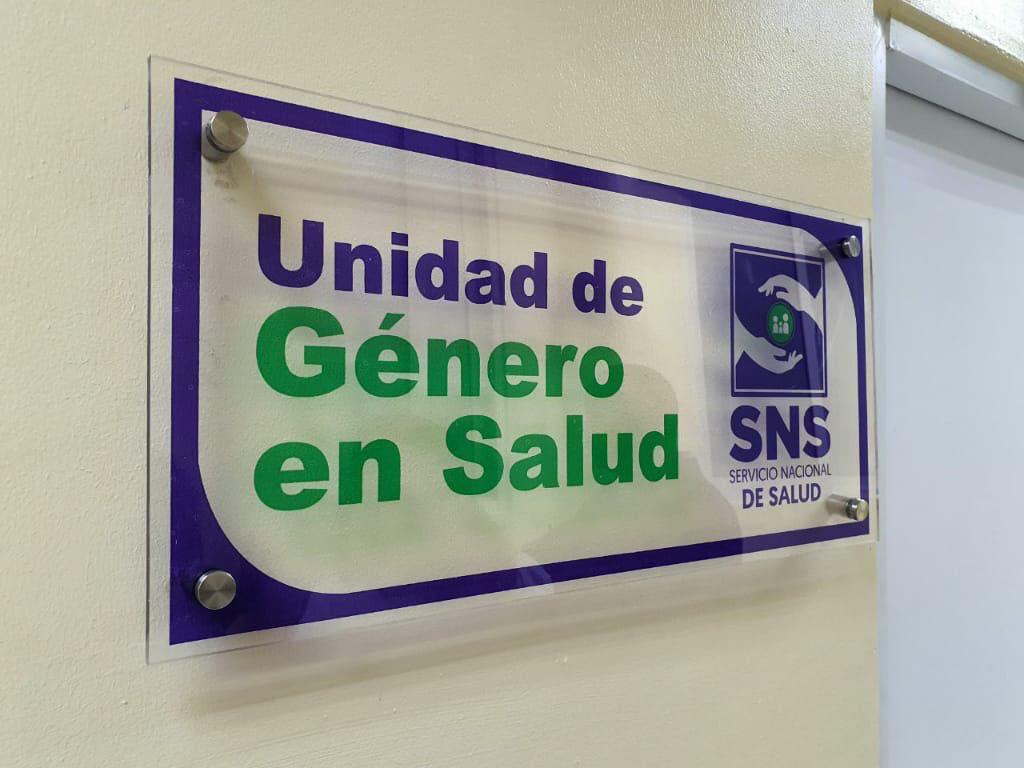 Unidad de
Género
en Salud
SNS
SERVICIO NACIONAL
DE SALUD